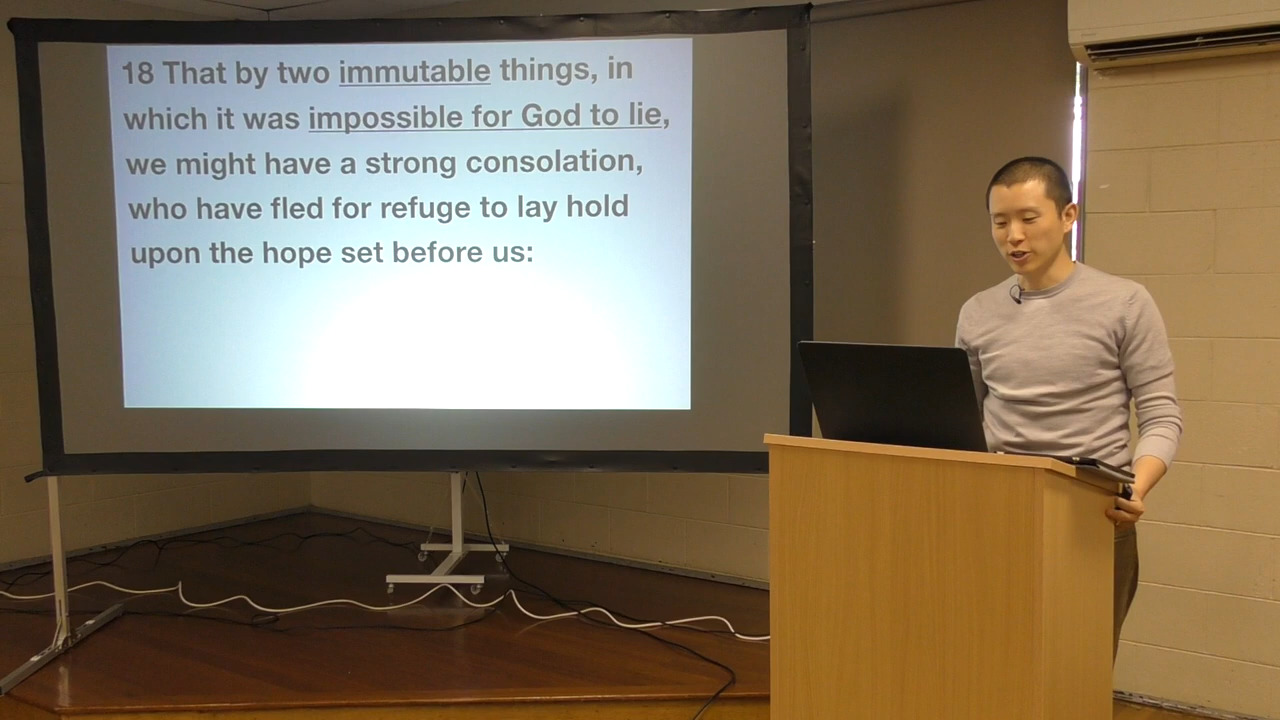 18 That by two immutable things, in
which it was impossible for God to lie,
we might have a strong consolation,
who have fled for refuge to lay hold
upon the hope set before us: